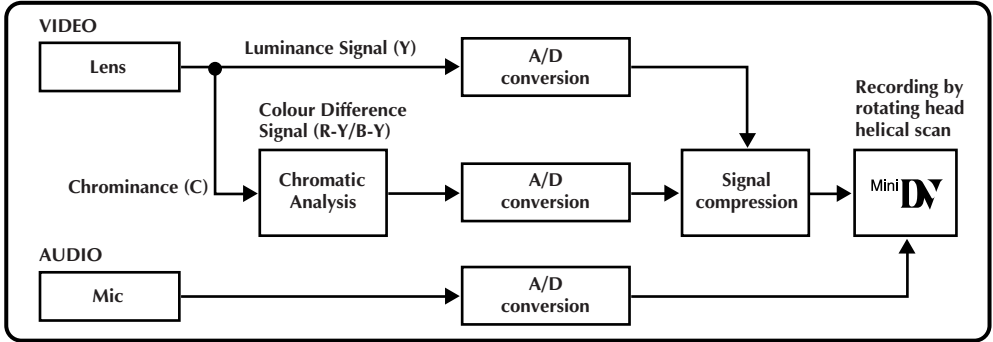 VIDEO
Lens
Luminance Signal (Y)
A/D
conversion
Colour Difference
Signal (R-Y/B-Y)
Chrominance (C)
Chromatic
Analysis
A/D
conversion
Signal
compression
Recording by
rotating head
helical scan
Mini DV
AUDIO
Mic
A/D
conversion